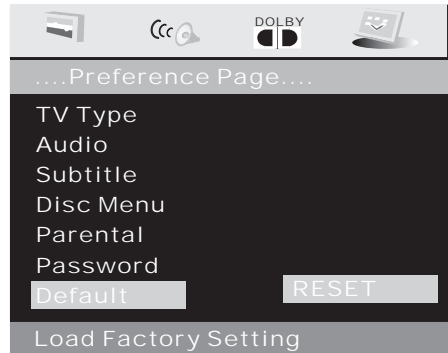 DOLBY
....Preference Page....
TV Type
Audio
Subtitle
Disc Menu
Parental
Password
Default RESET
Load Factory Setting